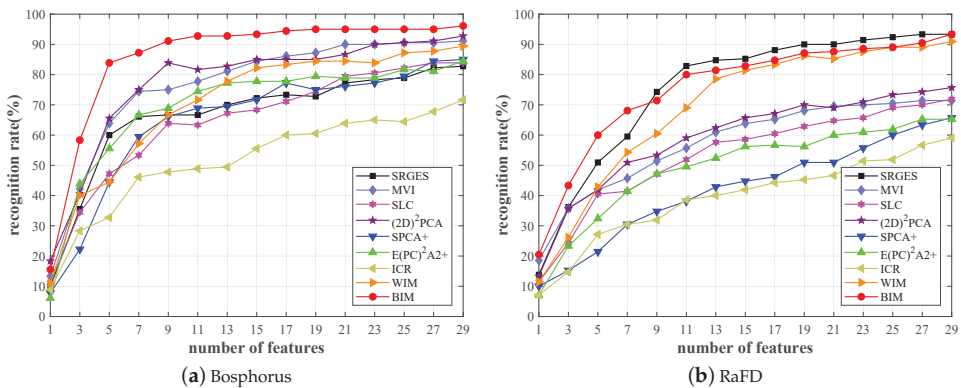 recognition rate(%)
100
90
80
70
60
50
40
30
20
10
0
SRGES
MVI
SLC
(2D)²PCA
SPCA+
E(PC)²A2+
ICR
WIM
BIM
1 3 5 7 9 11 13 15 17 19 21 23 25 27 29
number of features
(a) Bosphorus
recognition rate(%)
100
90
80
70
60
50
40
30
20
10
0
SRGES
MVI
SLC
(2D)²PCA
SPCA+
E(PC)²A2+
ICR
WIM
BIM
1 3 5 7 9 11 13 15 17 19 21 23 25 27 29
number of features
(b) RaFD